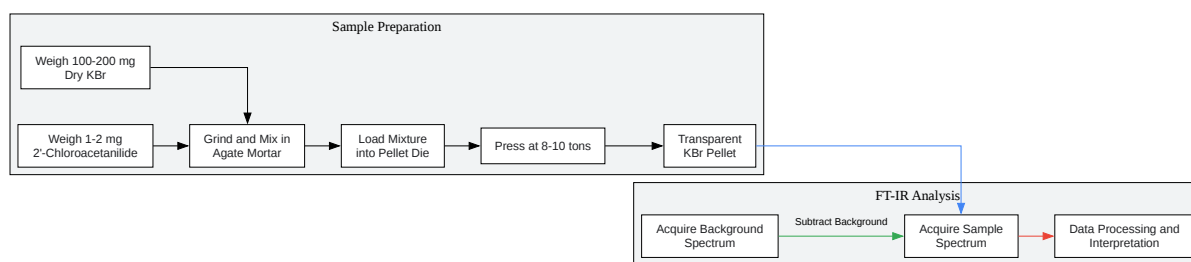 Sample Preparation
Weigh 100-200 mg
Dry KBr
Weigh 1-2 mg
2'-Chloroacetanilide
Grind and Mix in
Agate Mortar
Load Mixture
into Pellet Die
Press at 8-10 tons
Transparent
KBr Pellet
FT-IR Analysis
Acquire Background
Spectrum
Subtract Background
Acquire Sample
Spectrum
Data Processing and
Interpretation